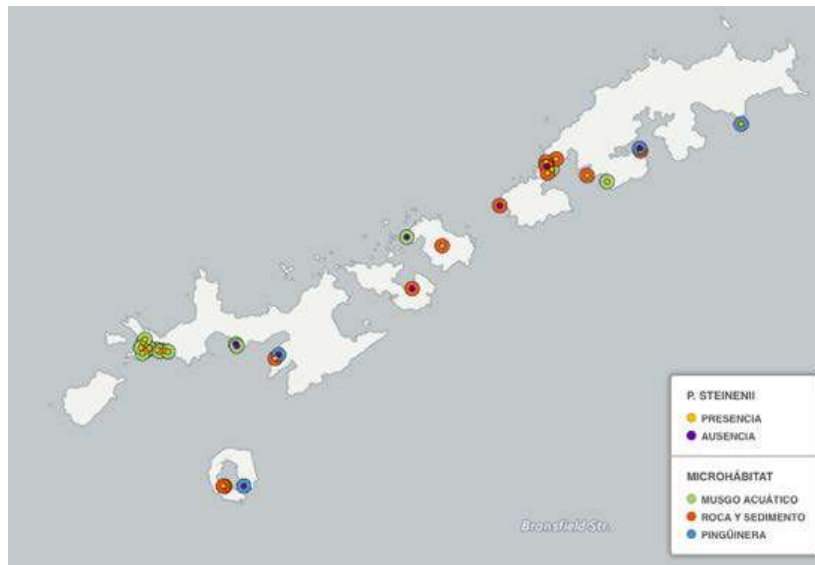 P. STEINENII
PRESENCIA
AUSENCIA
MICROHÁBITAT
MUSGO ACUÁTICO
ROCA Y SEDIMENTO
PINGÜINERA
Bransfield Str.